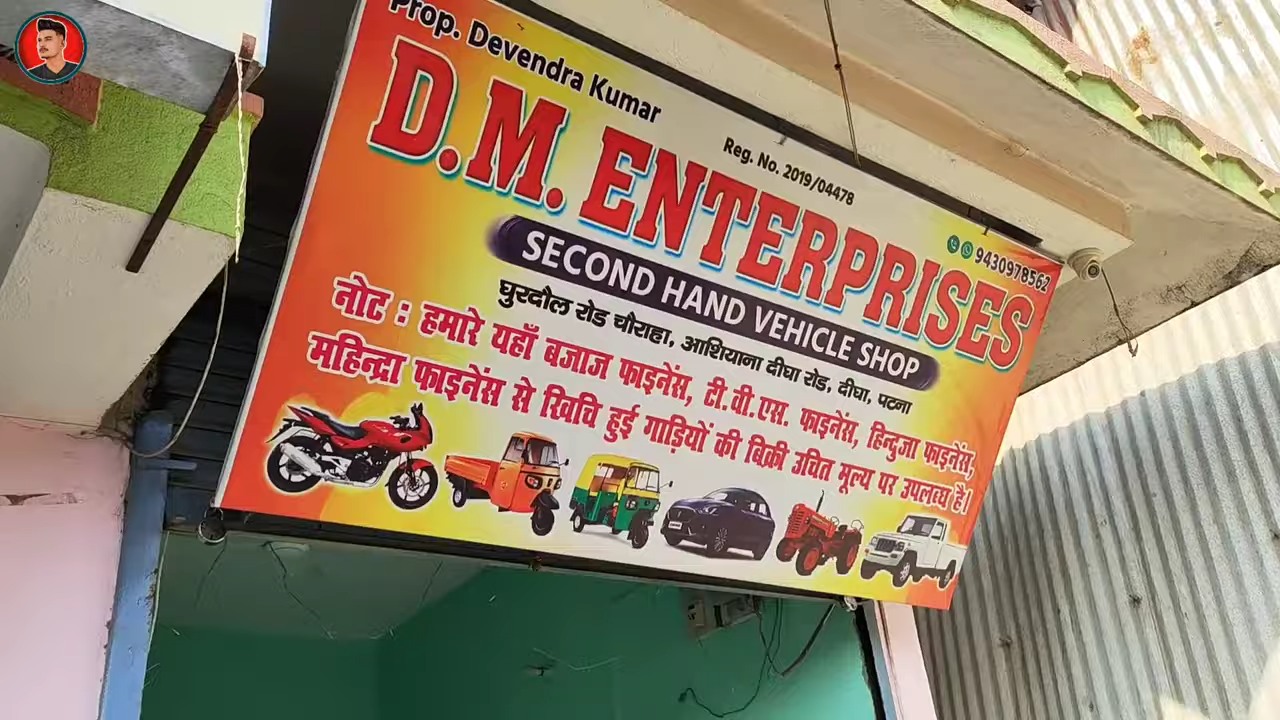 Prop. Devendra Kumar
Reg. No. 2019/04478
D.M. ENTERPRISES
9430978562
SECOND HAND VEHICLE SHOP
घुरदौल रोड चौराहा, आशियाना दीघा रोड, दीघा, पटना
नोट : हमारे यहाँ बजाज फाइनेंस, टी.वी.एस. फाइनेंस, हिन्दुजा फाइनेंस,
महिन्द्रा फाइनेंस से खिचि हुई गाड़ियों की बिक्री उचित मूल्य पर उपलब्ध है।